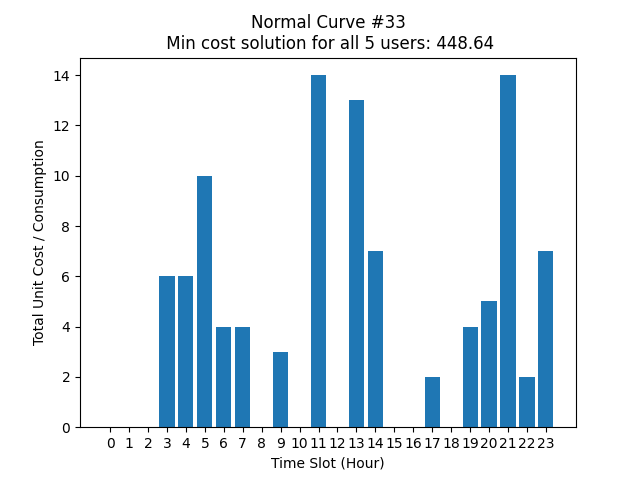 Normal Curve #33
Min cost solution for all 5 users: 448.64
Total Unit Cost / Consumption
14
12
10
8
6
4
2
0
0 1 2 3 4 5 6 7 8 9 10 11 12 13 14 15 16 17 18 19 20 21 22 23
Time Slot (Hour)